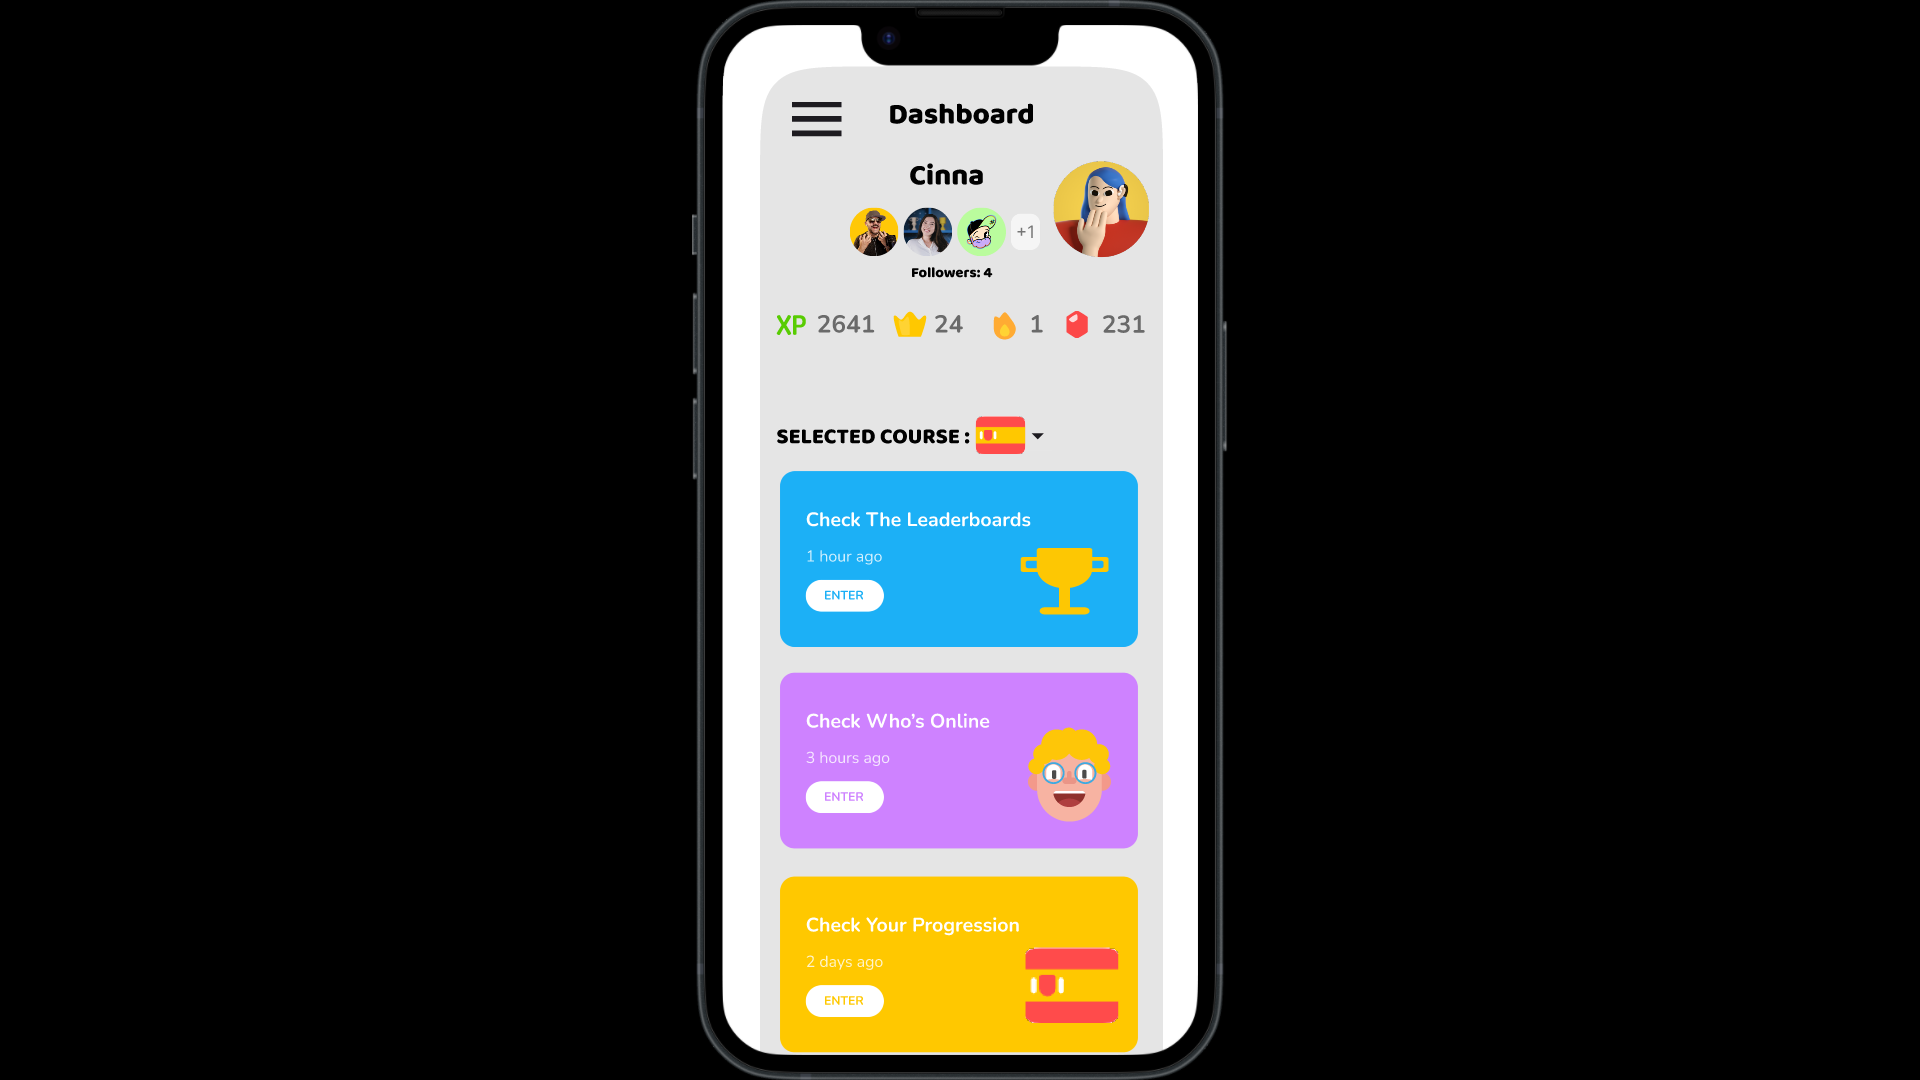 Dashboard
Cinna
+1
Followers: 4
XP 2641 24 1 231
SELECTED COURSE :
Check The Leaderboards
1 hour ago
ENTER
Check Who’s Online
3 hours ago
ENTER
Check Your Progression
2 days ago
ENTER